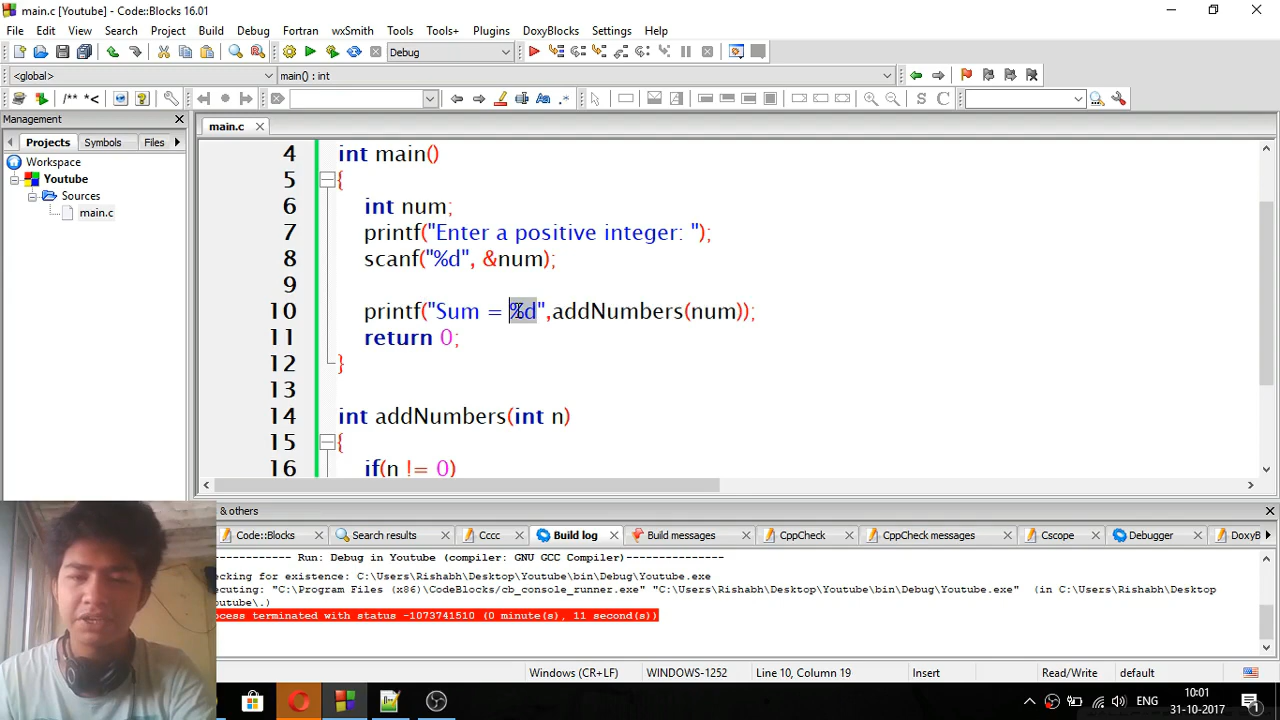 main.c [Youtube] - Code::Blocks 16.01
File Edit View Search Project Build Debug Fortran wxSmith Tools Tools+ Plugins DoxyBlocks Settings Help
Debug
<global> main() : int
/** *< S C
Management
main.c
Projects Symbols Files
Workspace
Youtube
Sources
main.c
4 int main()
5 {
6 int num;
7 printf("Enter a positive integer: ");
8 scanf("%d", &num);
9
10 printf("Sum = %d",addNumbers(num));
11 return 0;
12 }
13
14 int addNumbers(int n)
15 {
16 if(n != 0)
& others
Code::Blocks Search results Cccc Build log Build messages CppCheck CppCheck messages Cscope Debugger DoxyB
------------ Run: Debug in Youtube (compiler: GNU GCC Compiler)---------------
ecking for existence: C:\Users\Rishabh\Desktop\Youtube\bin\Debug\Youtube.exe
ecuting: "C:\Program Files (x86)\CodeBlocks/cb_console_runner.exe" "C:\Users\Rishabh\Desktop\Youtube\bin\Debug\Youtube.exe" (in C:\Users\Rishabh\Desktop
outube\.)
ocess terminated with status -1073741510 (0 minute(s), 11 second(s))
Windows (CR+LF) WINDOWS-1252 Line 10, Column 19 Insert Read/Write default
ENG
10:01
31-10-2017